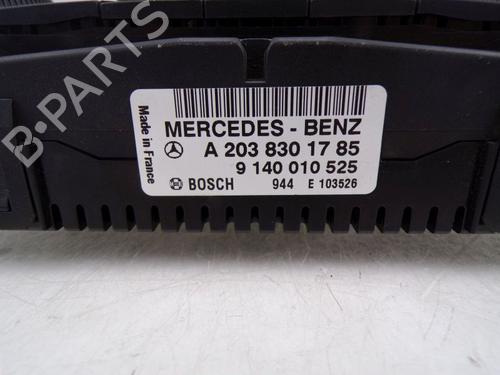 B-PARTS
Made in France
MERCEDES - BENZ
A 203 830 17 85
9 140 010 525
BOSCH 944 E 103526